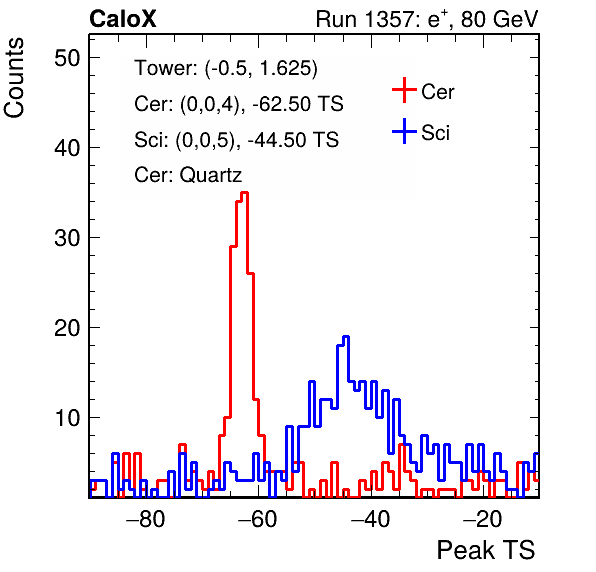 CaloX Run 1357: e⁺, 80 GeV
Counts
Tower: (-0.5, 1.625)
Cer: (0,0,4), -62.50 TS
Sci: (0,0,5), -44.50 TS
Cer: Quartz
Cer
Sci
50
40
30
20
10
−80 −60 −40 −20
Peak TS